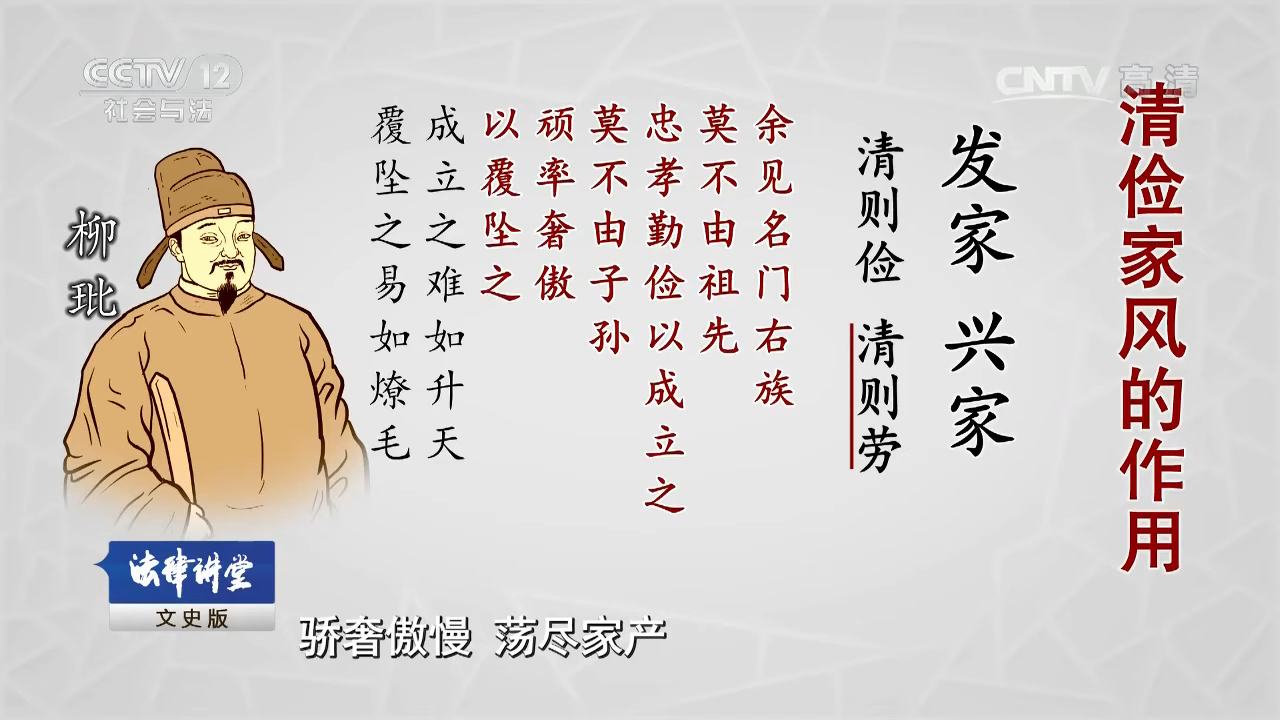 CCTV 12
社会与法
CNTV 高清
清俭家风的作用
发家 兴家
清则俭 清则劳
余见名门右族
莫不由祖先
忠孝勤俭以成立之
莫不由子孙
顽率奢傲
以覆坠之
成立之难如升天
覆坠之易如燎毛
柳玭
法律讲堂
文史版
骄奢傲慢 荡尽家产